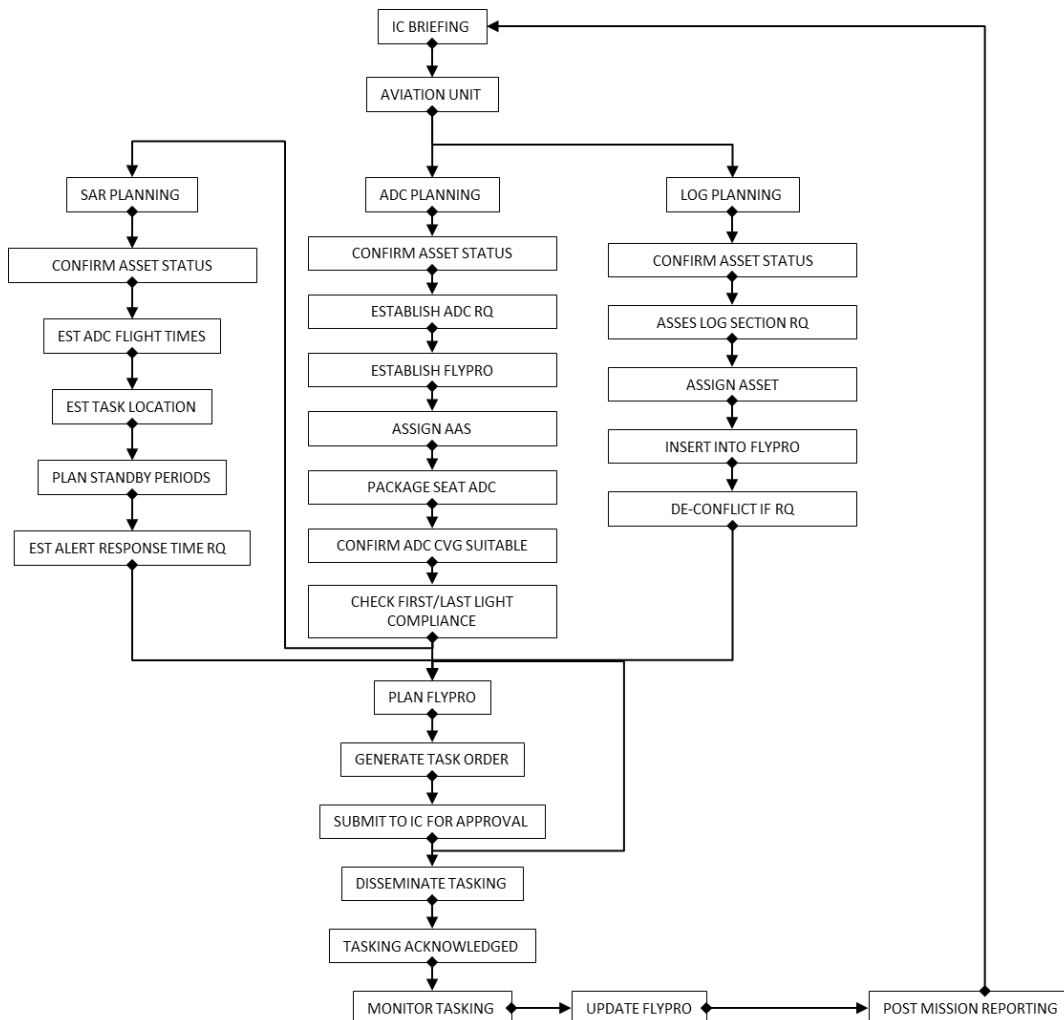 IC BRIEFING
AVIATION UNIT
SAR PLANNING
CONFIRM ASSET STATUS
EST ADC FLIGHT TIMES
EST TASK LOCATION
PLAN STANDBY PERIODS
EST ALERT RESPONSE TIME RQ
ADC PLANNING
CONFIRM ASSET STATUS
ESTABLISH ADC RQ
ESTABLISH FLYPRO
ASSIGN AAS
PACKAGE SEAT ADC
CONFIRM ADC CVG SUITABLE
CHECK FIRST/LAST LIGHT
COMPLIANCE
LOG PLANNING
CONFIRM ASSET STATUS
ASSES LOG SECTION RQ
ASSIGN ASSET
INSERT INTO FLYPRO
DE-CONFLICT IF RQ
PLAN FLYPRO
GENERATE TASK ORDER
SUBMIT TO IC FOR APPROVAL
DISSEMINATE TASKING
TASKING ACKNOWLEDGED
MONITOR TASKING
UPDATE FLYPRO
POST MISSION REPORTING